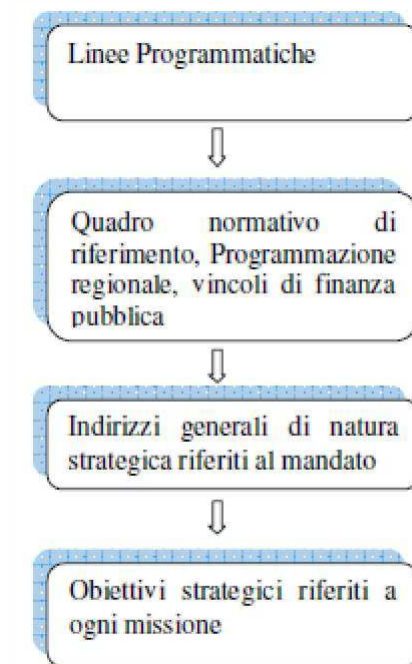 Linee Programmatiche
Quadro normativo di
riferimento, Programmazione
regionale, vincoli di finanza
pubblica
Indirizzi generali di natura
strategica riferiti al mandato
Obiettivi strategici riferiti a
ogni missione